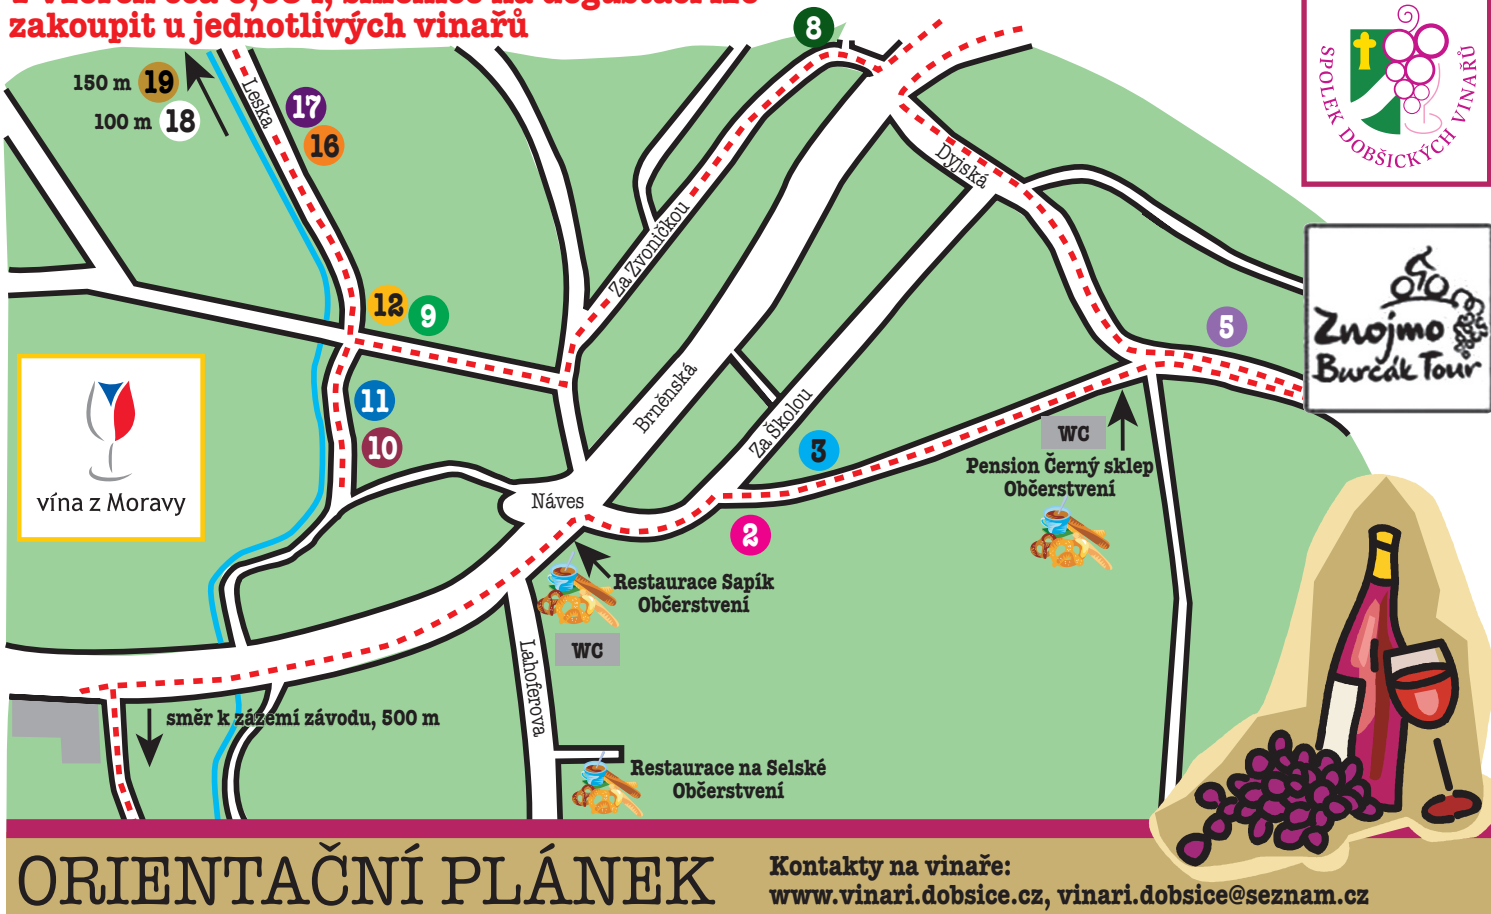 zakoupit u jednotlivých vinařů
8
SPOLEK DOBŠICKÝCH VINAŘŮ
150 m 19
100 m 18
Leska
17
16
Dyjská
Za Zvoničkou
12
9
5
Znojmo
Burčák Tour
11
10
Brněnská
Za Školou
3
WC
Pension Černý sklep
Občerstvení
vína z Moravy
Náves
2
Restaurace Sapík
Občerstvení
WC
Lahoferova
směr k zázemí závodu, 500 m
Restaurace na Selské
Občerstvení
ORIENTAČNÍ PLÁNEK
Kontakty na vinaře:
www.vinari.dobsice.cz, vinari.dobsice@seznam.cz